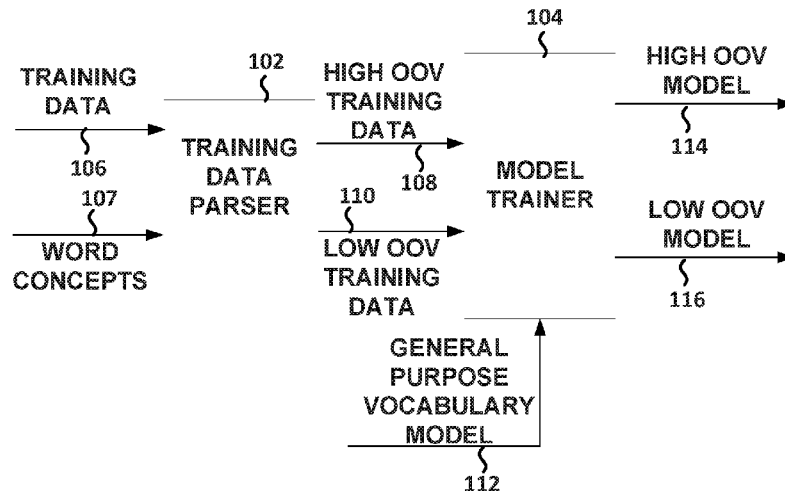 TRAINING
DATA
106
107
WORD
CONCEPTS
102
TRAINING
DATA
PARSER
HIGH OOV
TRAINING
DATA
108
110
LOW OOV
TRAINING
DATA
104
MODEL
TRAINER
GENERAL
PURPOSE
VOCABULARY
MODEL
112
HIGH OOV
MODEL
114
LOW OOV
MODEL
116